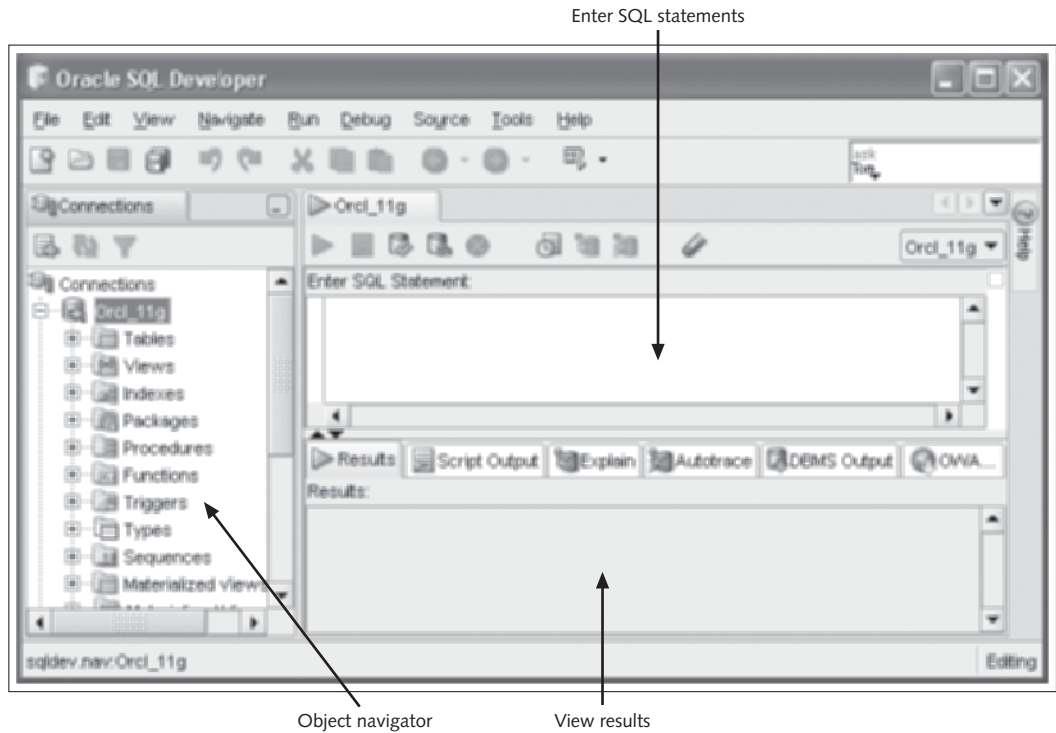 Enter SQL statements
Oracle SQL Developer
File Edit View Navigate Run Debug Source Tools Help
ask
Tom
Connections
Orcl_11g
Help
Orcl_11g
Connections
Orcl_11g
Tables
Views
Indexes
Packages
Procedures
Functions
Triggers
Types
Sequences
Materialized Views
Enter SQL Statement:
Results Script Output Explain Autotrace DBMS Output OWA...
Results:
sqldev.nav:Orcl_11g
Editing
Object navigator
View results